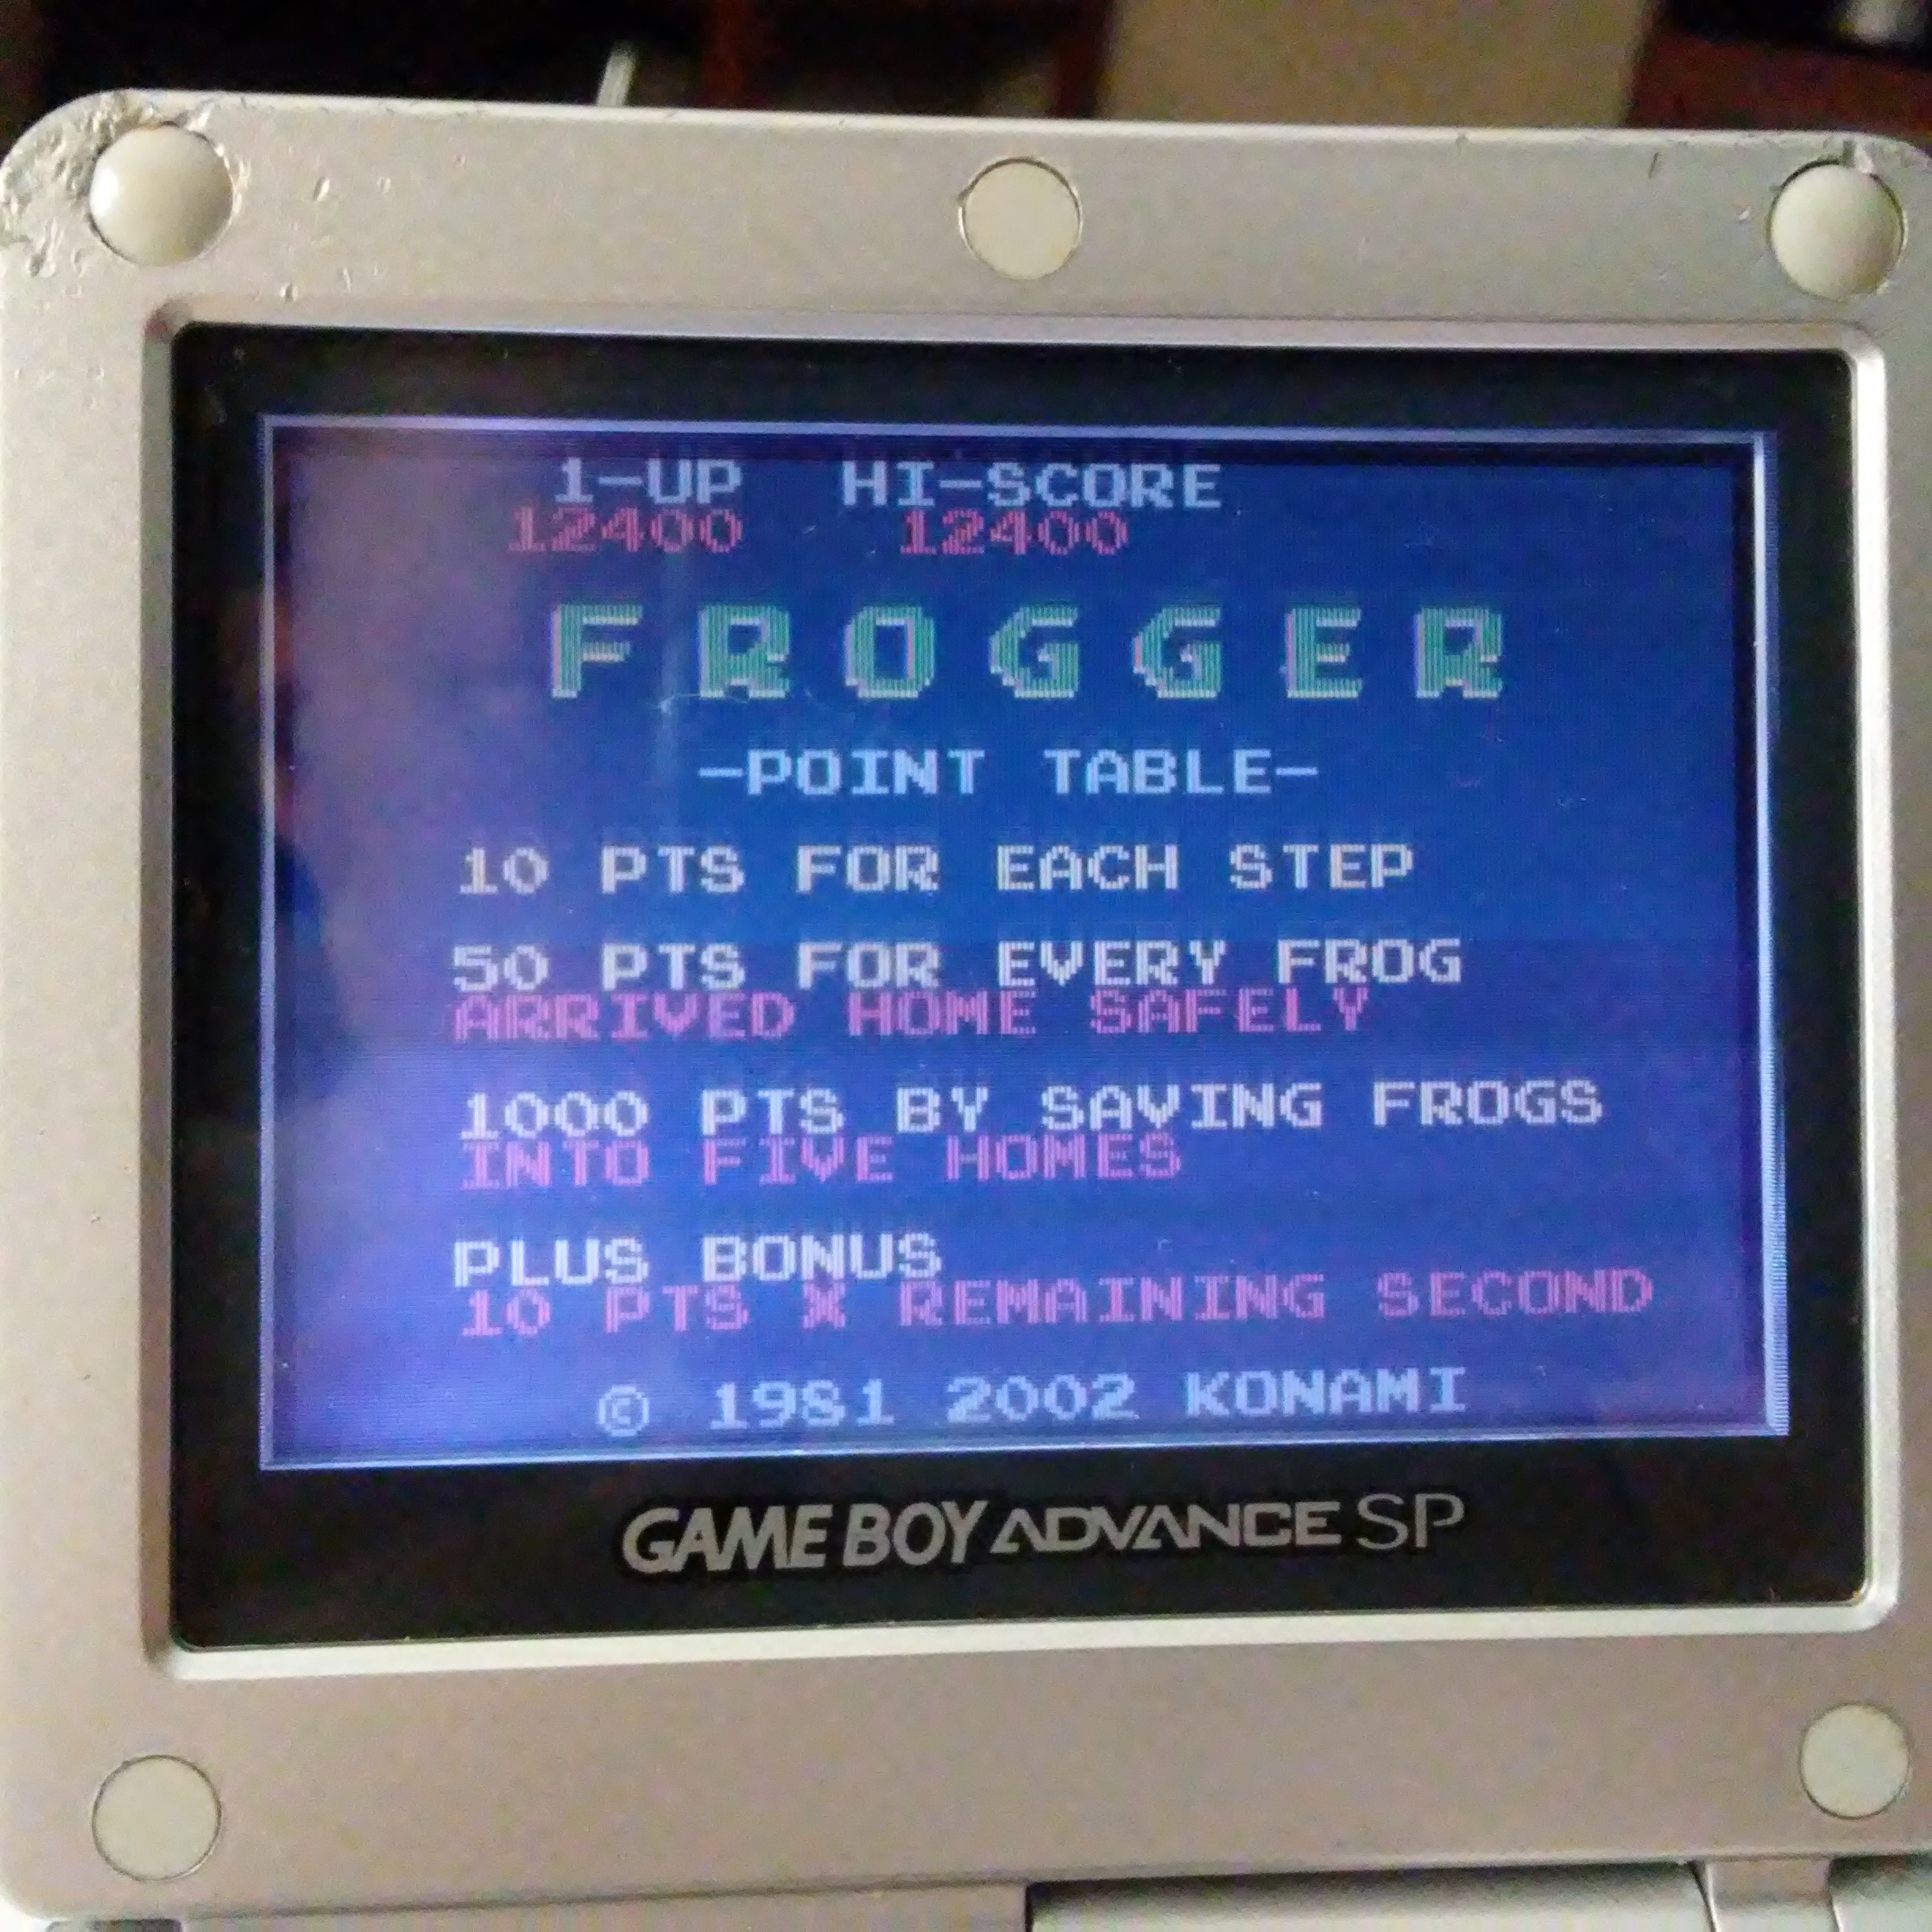 1-UP HI-SCORE
12400 12400
FROGGER
-POINT TABLE-
10 PTS FOR EACH STEP
50 PTS FOR EVERY FROG
ARRIVED HOME SAFELY
1000 PTS BY SAVING FROGS
INTO FIVE HOMES
PLUS BONUS
10 PTS X REMAINING SECOND
© 1981 2002 KONAMI
GAME BOY ADVANCE SP